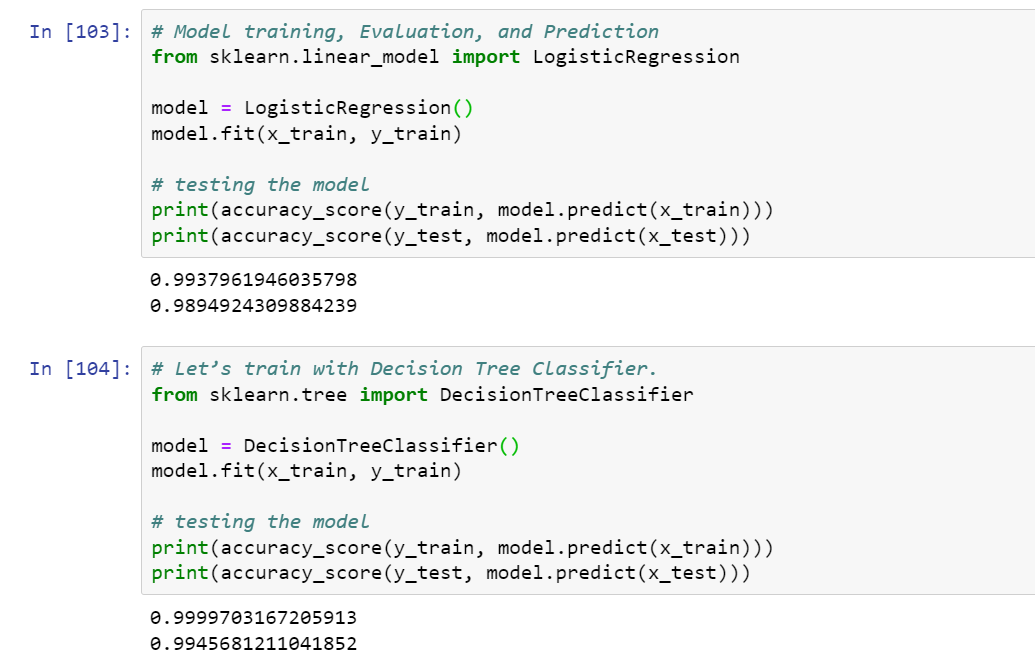 In [103]: # Model training, Evaluation, and Prediction
from sklearn.linear_model import LogisticRegression
model = LogisticRegression()
model.fit(x_train, y_train)
# testing the model
print(accuracy_score(y_train, model.predict(x_train)))
print(accuracy_score(y_test, model.predict(x_test)))
0.9937961946035798
0.9894924309884239
In [104]: # Let’s train with Decision Tree Classifier.
from sklearn.tree import DecisionTreeClassifier
model = DecisionTreeClassifier()
model.fit(x_train, y_train)
# testing the model
print(accuracy_score(y_train, model.predict(x_train)))
print(accuracy_score(y_test, model.predict(x_test)))
0.9999703167205913
0.9945681211041852